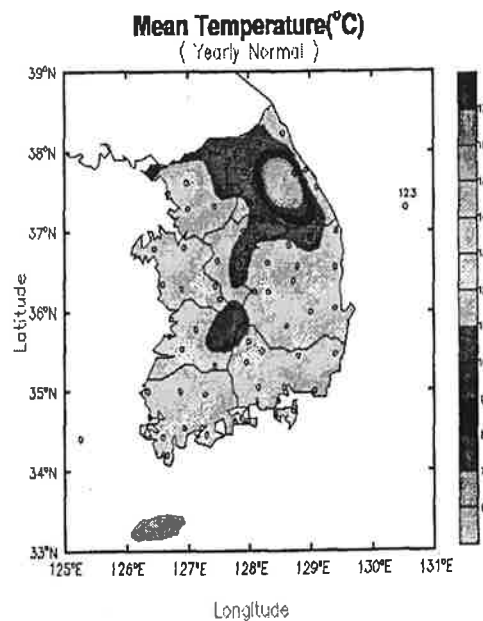 Mean Temperature(°C)
( Yearly Normal )
39°N
38°N
37°N
36°N
35°N
34°N
33°N
123
125°E 126°E 127°E 128°E 129°E 130°E 131°E
Latitude
Longitude